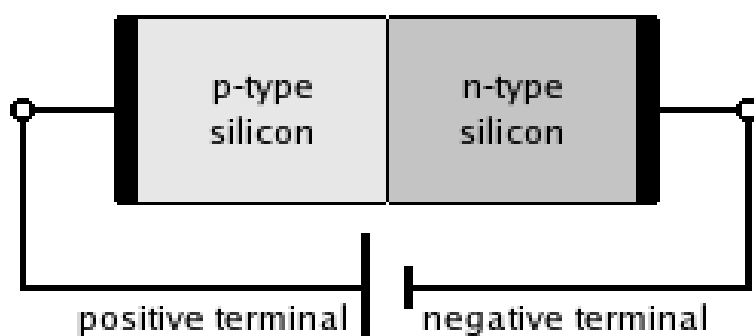 p-type
silicon
n-type
silicon
positive terminal
negative terminal